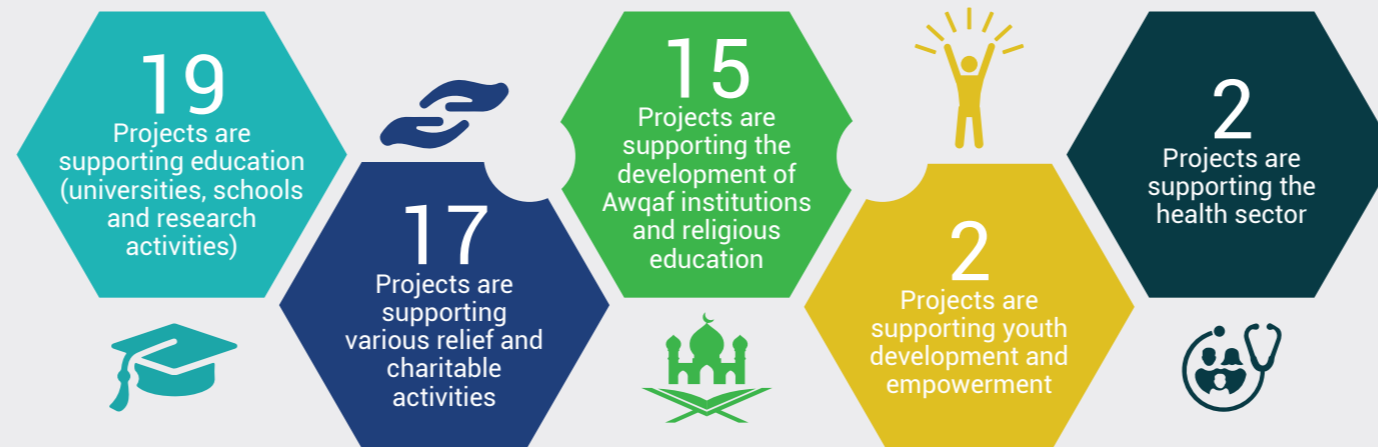 19
Projects are
supporting education
(universities, schools
and research
activities)
17
Projects are
supporting
various relief and
charitable
activities
15
Projects are
supporting the
development of
Awqaf institutions
and religious
education
2
Projects are
supporting youth
development and
empowerment
2
Projects are
supporting the
health sector